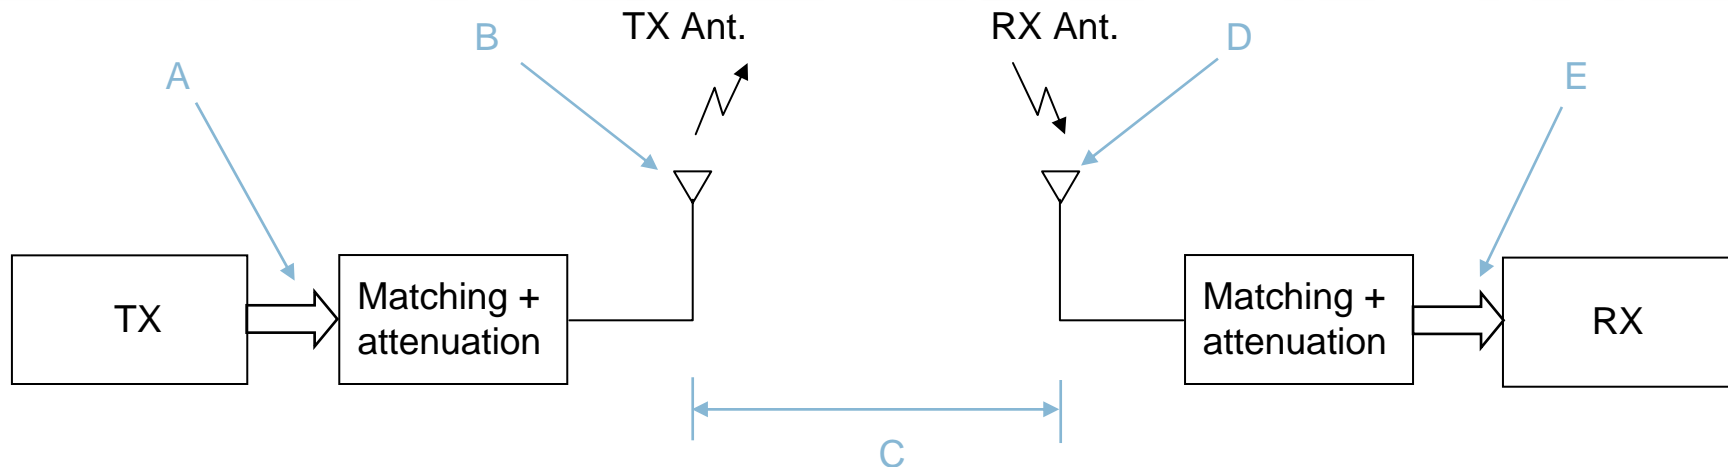 TX Ant.
RX Ant.
B
D
A
E
TX
Matching +
attenuation
Matching +
attenuation
RX
C